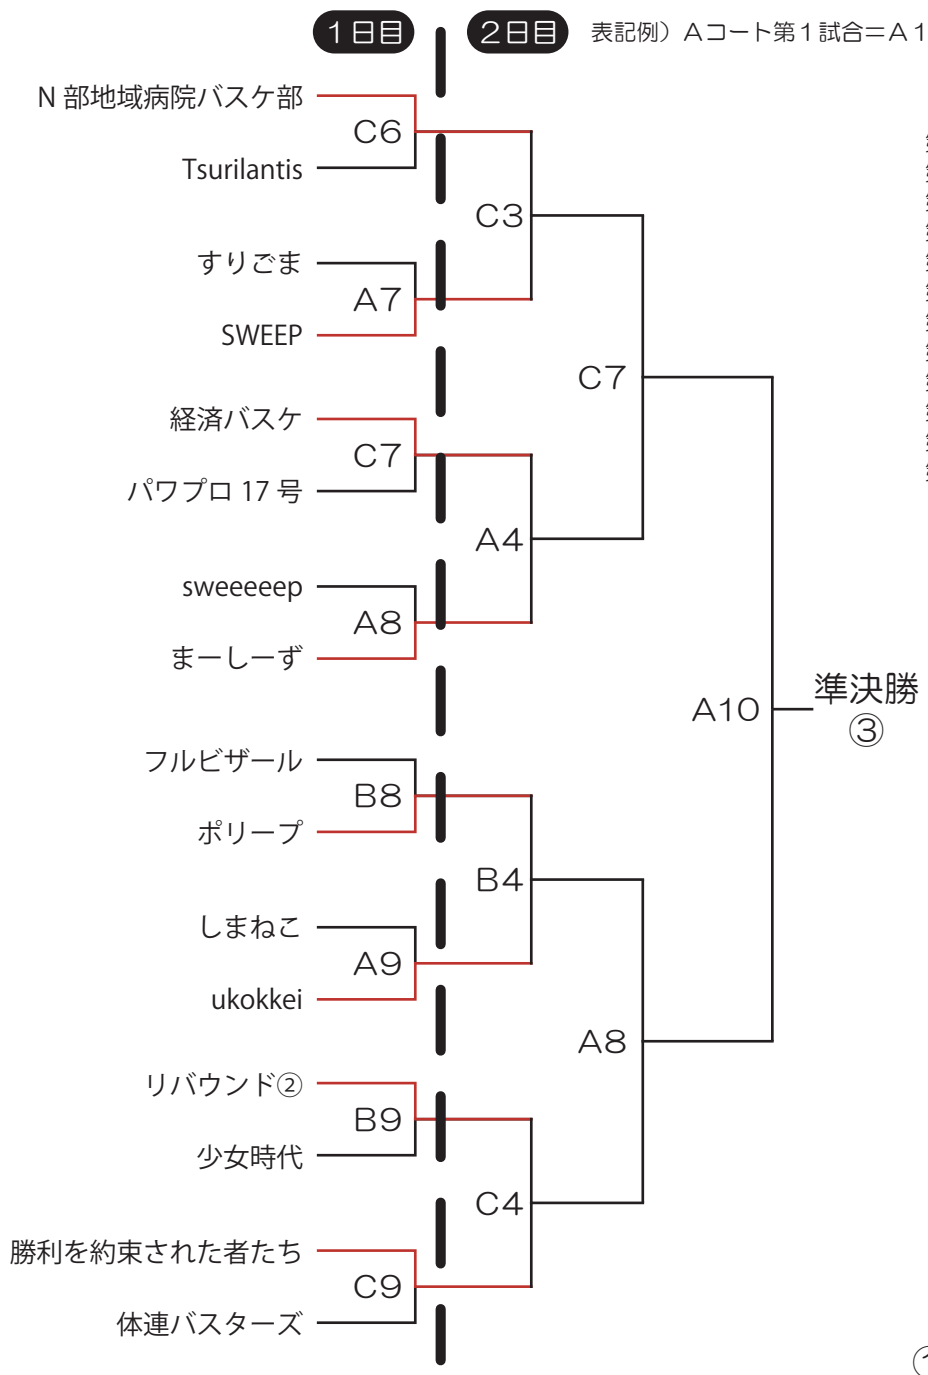 1日目
2日目
表記例）Aコート第1試合＝A1
N部地域病院バスケ部
C6
Tsurilantis
C3
すりごま
A7
SWEEP
C7
経済バスケ
C7
パワプロ17号
A4
sweeeeep
A8
まーしーず
A10
準決勝
③
フルビザール
B8
ポリープ
B4
しまねこ
A9
ukokkei
A8
リバウンド②
B9
少女時代
C4
勝利を約束された者たち
C9
体連バスターズ